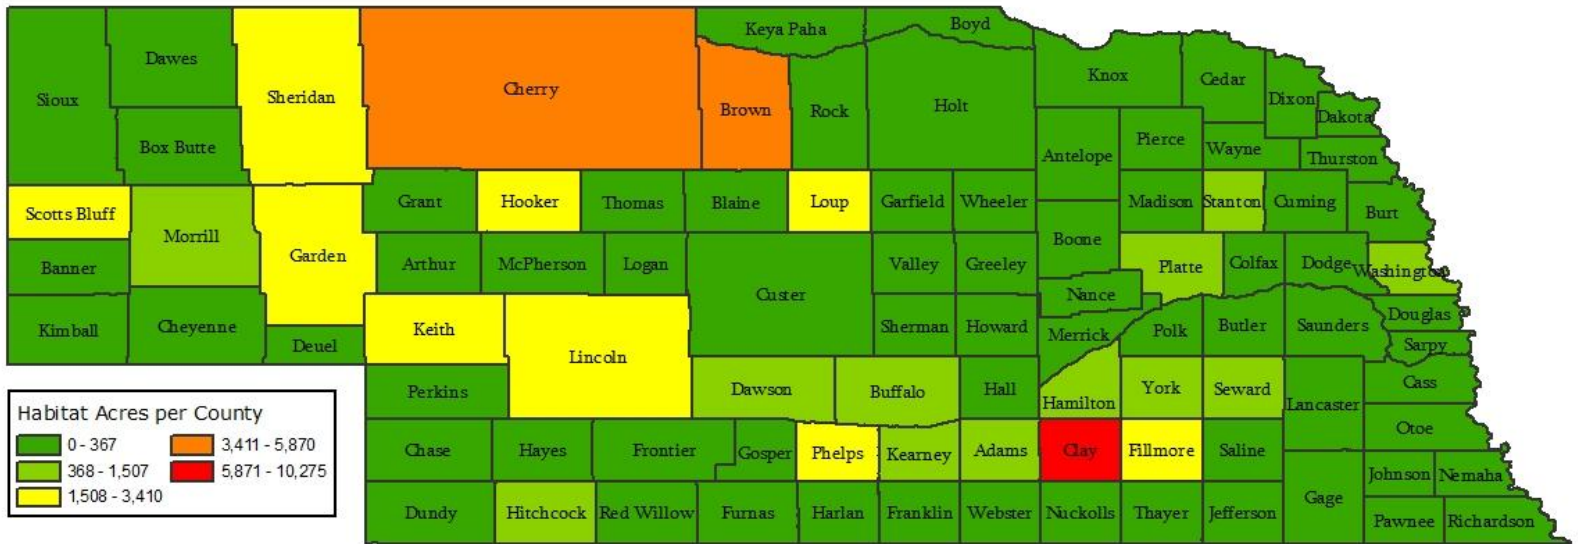 Keya Paha Boyd
Dawes Knox Cedar
Sioux Sheridan Cherry Brown Rock Holt Dixon
Dakota
Box Butte Antelope Pierce Wayne
Thurston
Scotts Bluff Grant Hooker Thomas Blaine Loup Garfield Wheeler Madison Stanton Cuming Burt
Morrill Garden Boone
Banner Arthur McPherson Logan Valley Greeley Platte Colfax Dodge Washington
Custer Nance
Kimball Cheyenne Keith Sherman Howard Merrick Polk Butler Saunders Douglas
Deuel Lincoln Sarpy
Perkins Dawson Buffalo Hall Hamilton York Seward Lancaster Cass
Otoe
Chase Hayes Frontier Gosper Phelps Kearney Adams Clay Fillmore Saline
Johnson Nemaha
Dundy Hitchcock Red Willow Furnas Harlan Franklin Webster Nuckolls Thayer Jefferson Gage
Pawnee Richardson
Habitat Acres per County
0 - 367 3,411 - 5,870
368 - 1,507 5,871 - 10,275
1,508 - 3,410